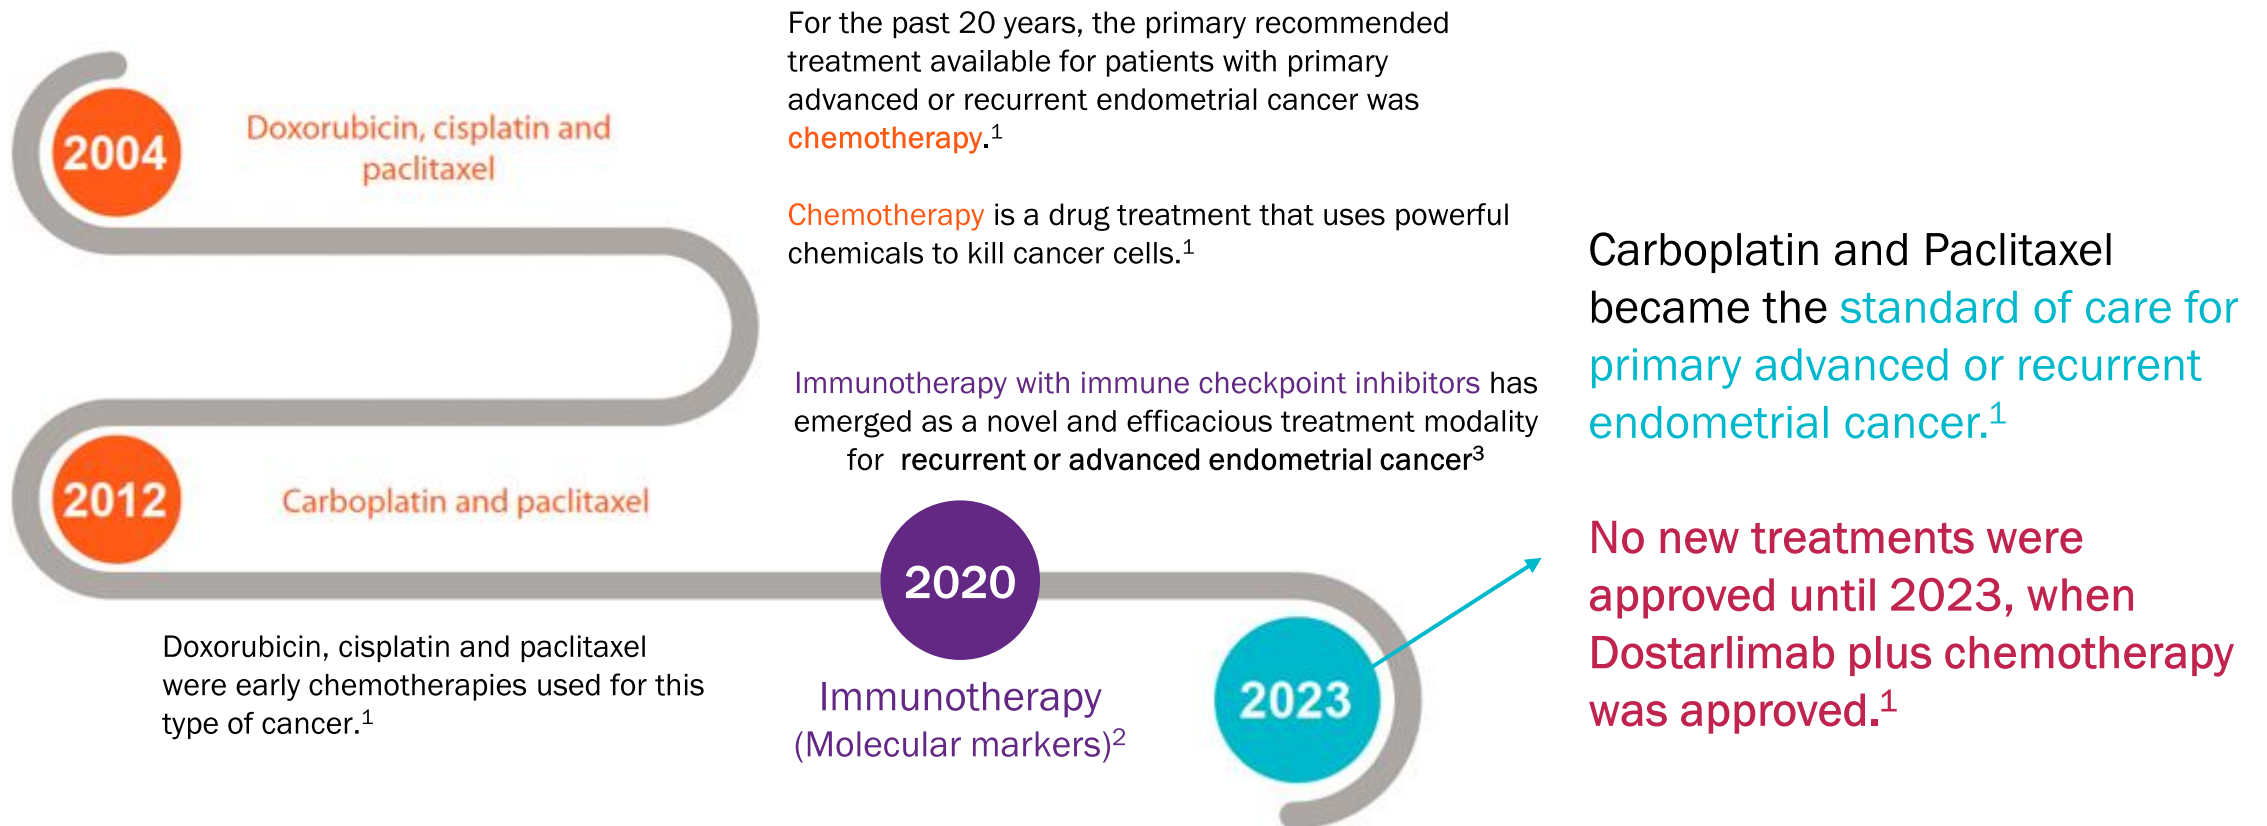 For the past 20 years, the primary recommended
treatment available for patients with primary
advanced or recurrent endometrial cancer was
chemotherapy.¹
Chemotherapy is a drug treatment that uses powerful
chemicals to kill cancer cells.¹
2004
Doxorubicin, cisplatin and
paclitaxel
Immunotherapy with immune checkpoint inhibitors has
emerged as a novel and efficacious treatment modality
for recurrent or advanced endometrial cancer³
2012
Carboplatin and paclitaxel
Doxorubicin, cisplatin and paclitaxel
were early chemotherapies used for this
type of cancer.¹
2020
Immunotherapy
(Molecular markers)²
2023
Carboplatin and Paclitaxel
became the standard of care for
primary advanced or recurrent
endometrial cancer.¹
No new treatments were
approved until 2023, when
Dostarlimab plus chemotherapy
was approved.¹